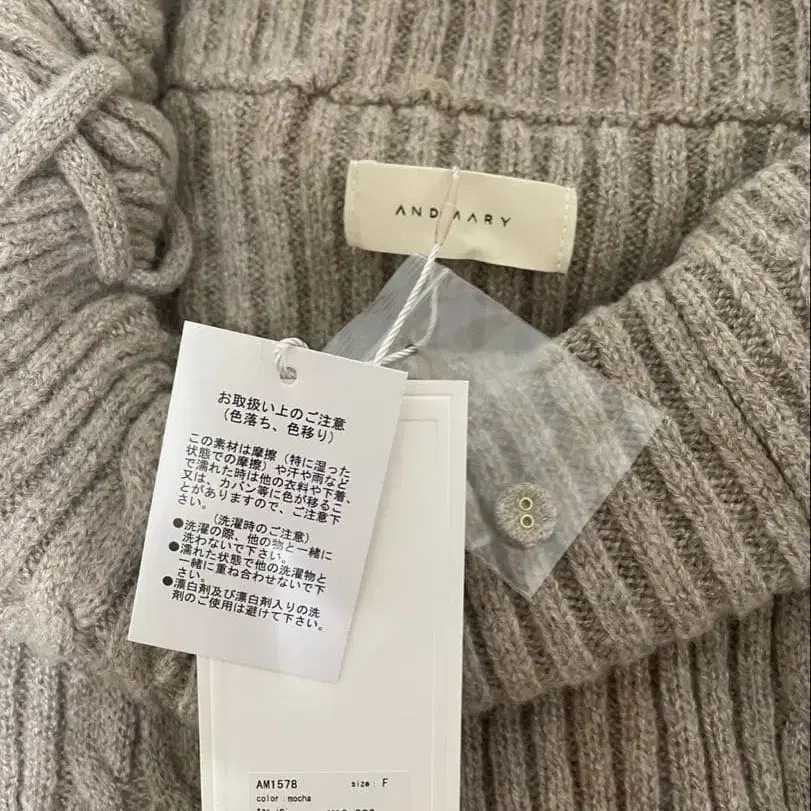 AND MARY
お取扱い上のご注意
(色落ち、色移り)
この素材は摩擦(特に湿った
状態での摩擦)や汗や雨など
で濡れた時は他の衣料や下着、
又は、カバン等に色が移るこ
とがありますので、ご注意下
さい。
(洗濯時のご注意)
●洗濯の際、他の物と一緒に
洗わないで下さい。
●濡れた状態で他の洗濯物と
一緒に重ね合わせないで下
さい。
●漂白剤及び漂白剤入りの洗
剤のご使用は避けて下さい。
AM1578 size : F
color : mocha